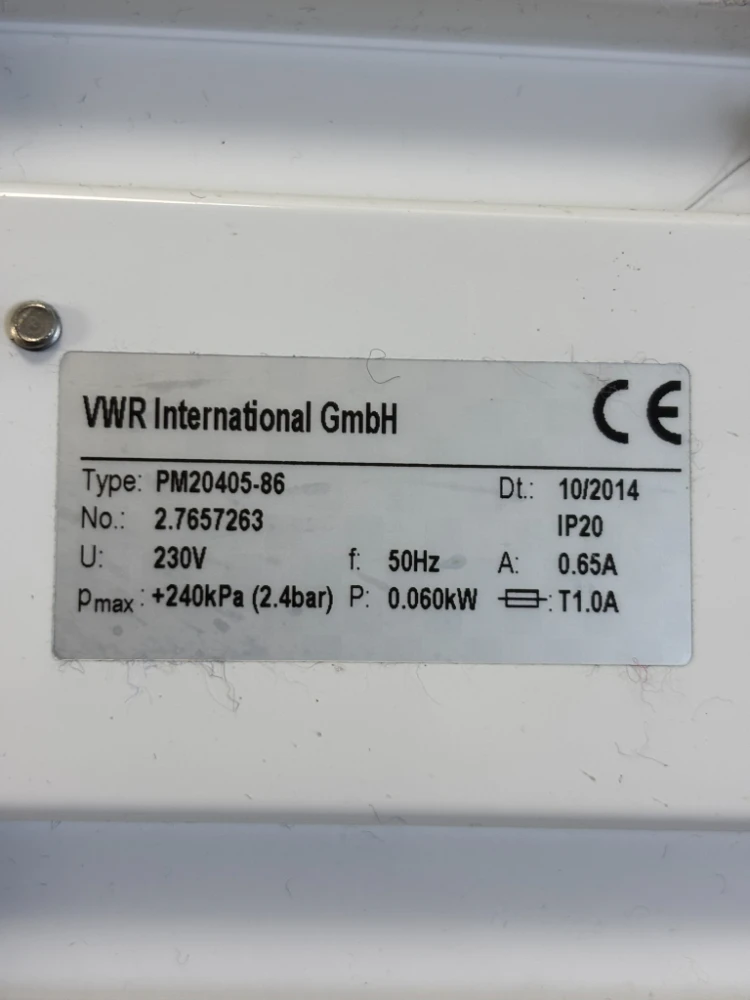 VWR International GmbH CE
Type: PM20405-86 Dt.: 10/2014
No.: 2.7657263 IP20
U: 230V f: 50Hz A: 0.65A
pmax: +240kPa (2.4bar) P: 0.060kW : T1.0A